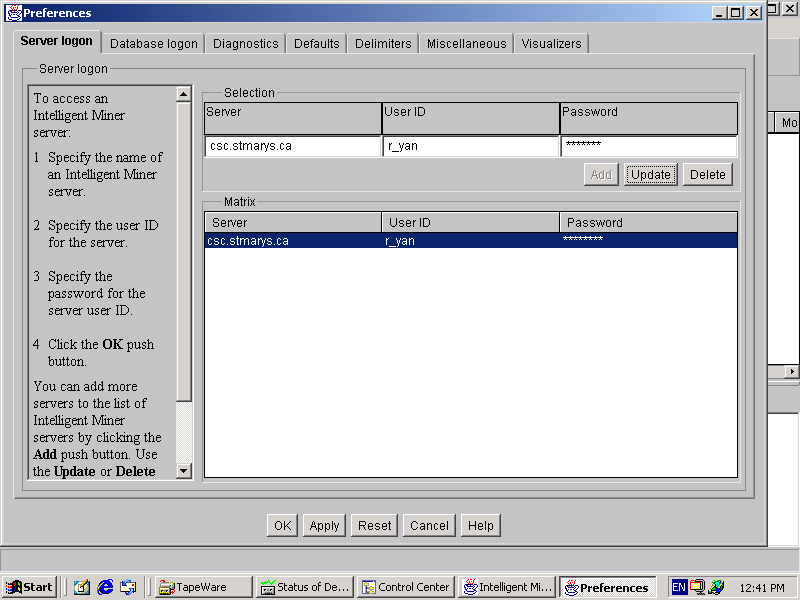 Preferences
Server logon Database logon Diagnostics Defaults Delimiters Miscellaneous Visualizers
Server logon
To access an
Intelligent Miner
server:
1 Specify the name of
an Intelligent Miner
server.
2 Specify the user ID
for the server.
3 Specify the
password for the
server user ID.
4 Click the OK push
button.
You can add more
servers to the list of
Intelligent Miner
servers by clicking the
Add push button. Use
the Update or Delete
Selection
Server User ID Password
csc.stmarys.ca r_yan *******
Add Update Delete
Matrix
Server User ID Password
csc.stmarys.ca r_yan ********
Mo
OK Apply Reset Cancel Help
Start TapeWare Status of De... Control Center Intelligent Mi... Preferences EN 12:41 PM